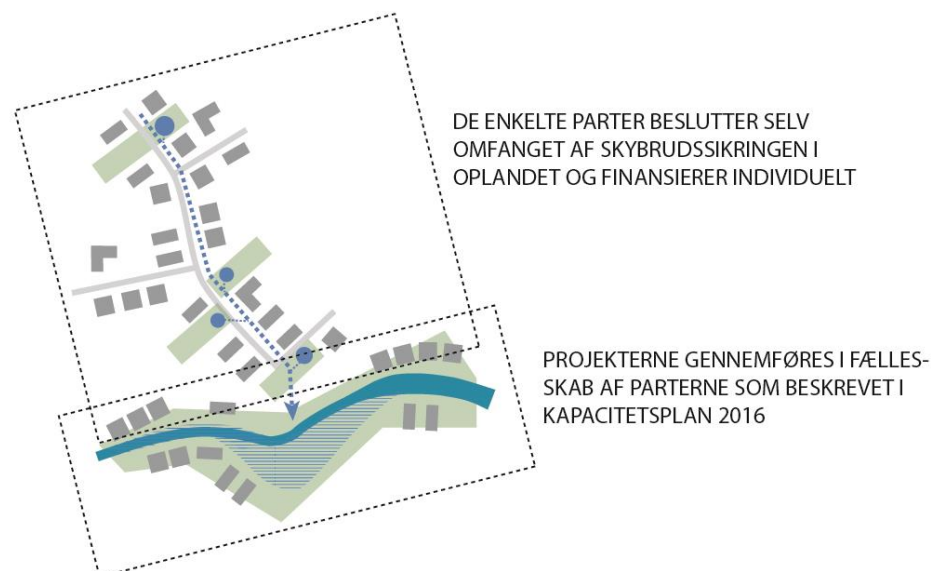 DE ENKELTE PARTER BESLUTTER SELV
OMFANGET AF SKYBRUDSSIKRINGEN I
OPLANDET OG FINANSIERER INDIVIDUELT
PROJEKTERNE GENNEMFØRES I FÆLLES-
SKAB AF PARTERNE SOM BESKREVET I
KAPACITETSPLAN 2016